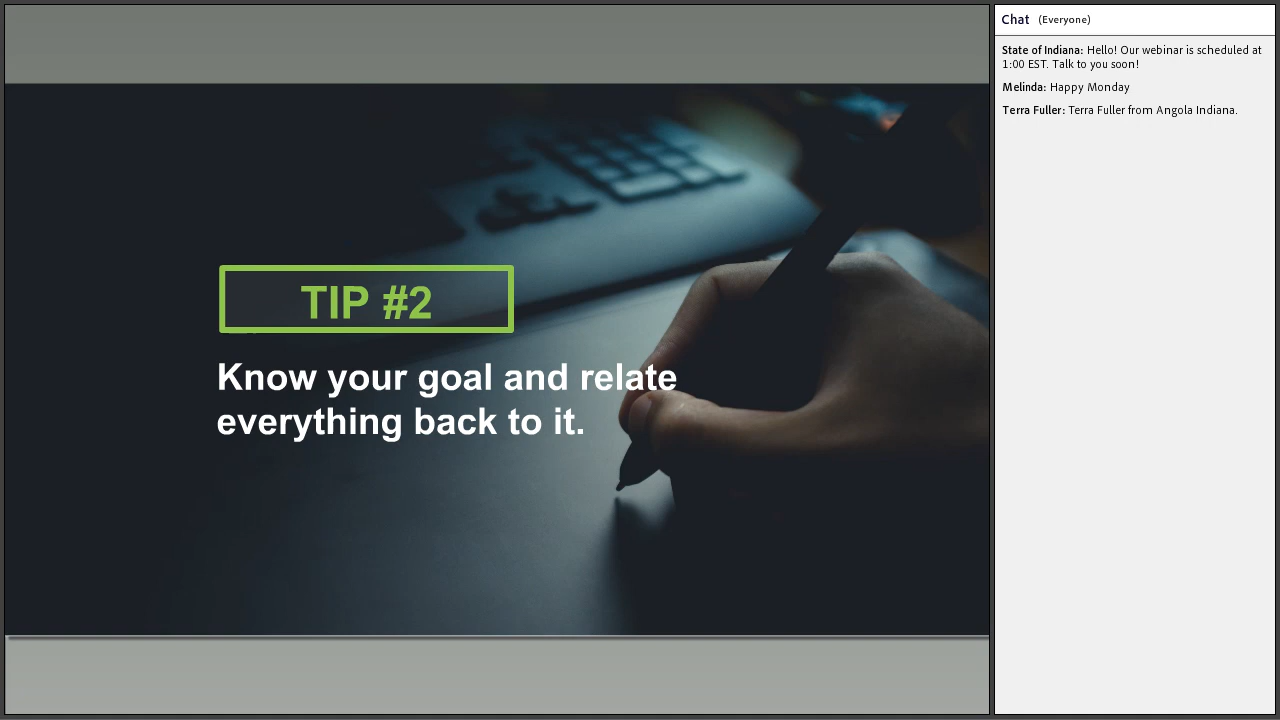 TIP #2
Know your goal and relate
everything back to it.
Chat (Everyone)
State of Indiana: Hello! Our webinar is scheduled at
1:00 EST. Talk to you soon!
Melinda: Happy Monday
Terra Fuller: Terra Fuller from Angola Indiana.